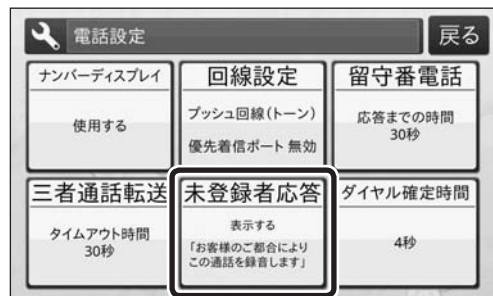 電話設定
戻る
ナンバーディスプレイ
使用する
回線設定
プッシュ回線(トーン)
優先着信ポート 無効
留守番電話
応答までの時間
30秒
三者通話転送
タイムアウト時間
30秒
未登録者応答
表示する
「お客様のご都合により
この通話を録音します」
ダイヤル確定時間
4秒